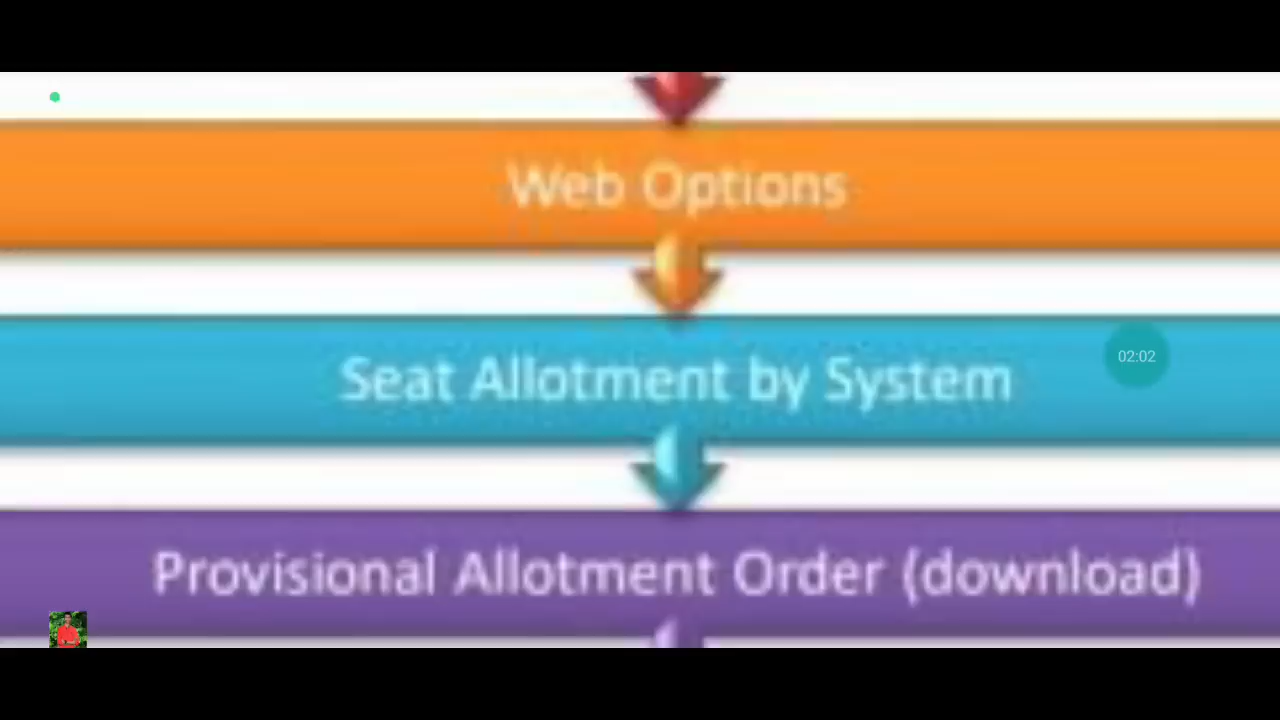 Web Options
Seat Allotment by System
02:02
Provisional Allotment Order (download)